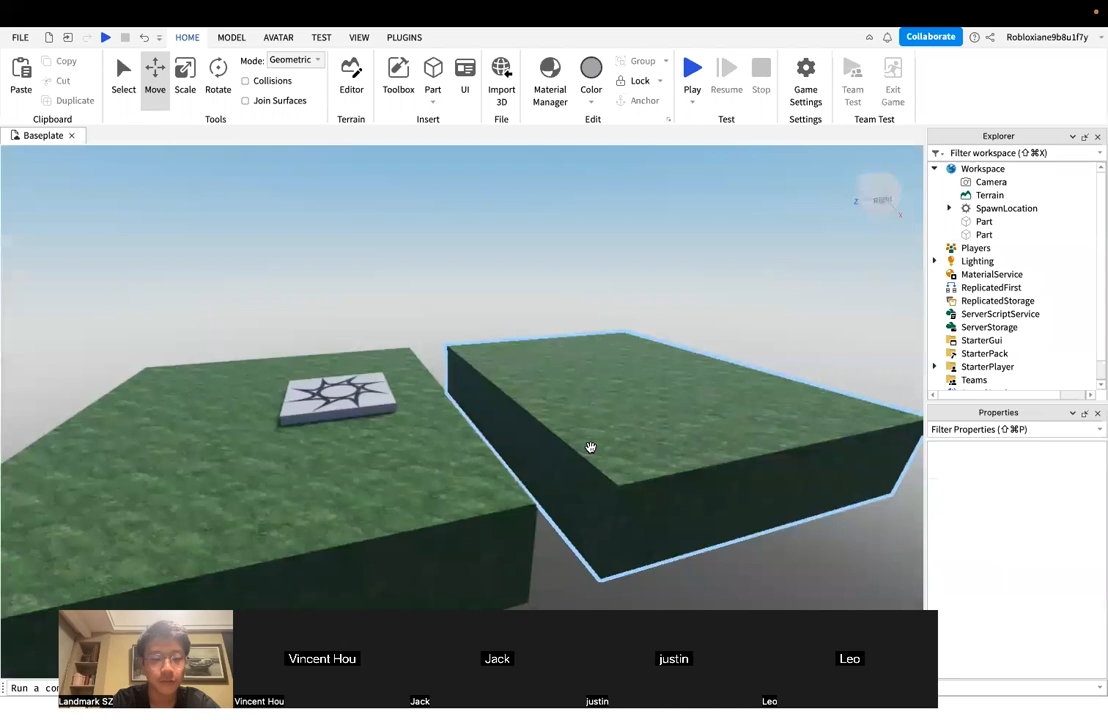 FILE HOME MODEL AVATAR TEST VIEW PLUGINS Collaborate Robloxiane9b8u1f7y
Copy Mode: Geometric Group
Cut Collisions Lock
Duplicate Join Surfaces Anchor
Paste Select Move Scale Rotate Editor Toolbox Part UI Import 3D Material Manager Color Play Resume Stop Game Settings Team Test Exit Game
Clipboard Tools Terrain Insert File Edit Test Settings Team Test
Baseplate
Explorer
Filter workspace (⇧⌘X)
Workspace
Camera
Terrain
SpawnLocation
Part
Part
Players
Lighting
MaterialService
ReplicatedFirst
ReplicatedStorage
ServerScriptService
ServerStorage
StarterGui
StarterPack
StarterPlayer
Teams
Properties
Filter Properties (⇧⌘P)
Z Right X
Vincent Hou Jack justin Leo
Landmark SZ Vincent Hou Jack justin Leo
Run a co